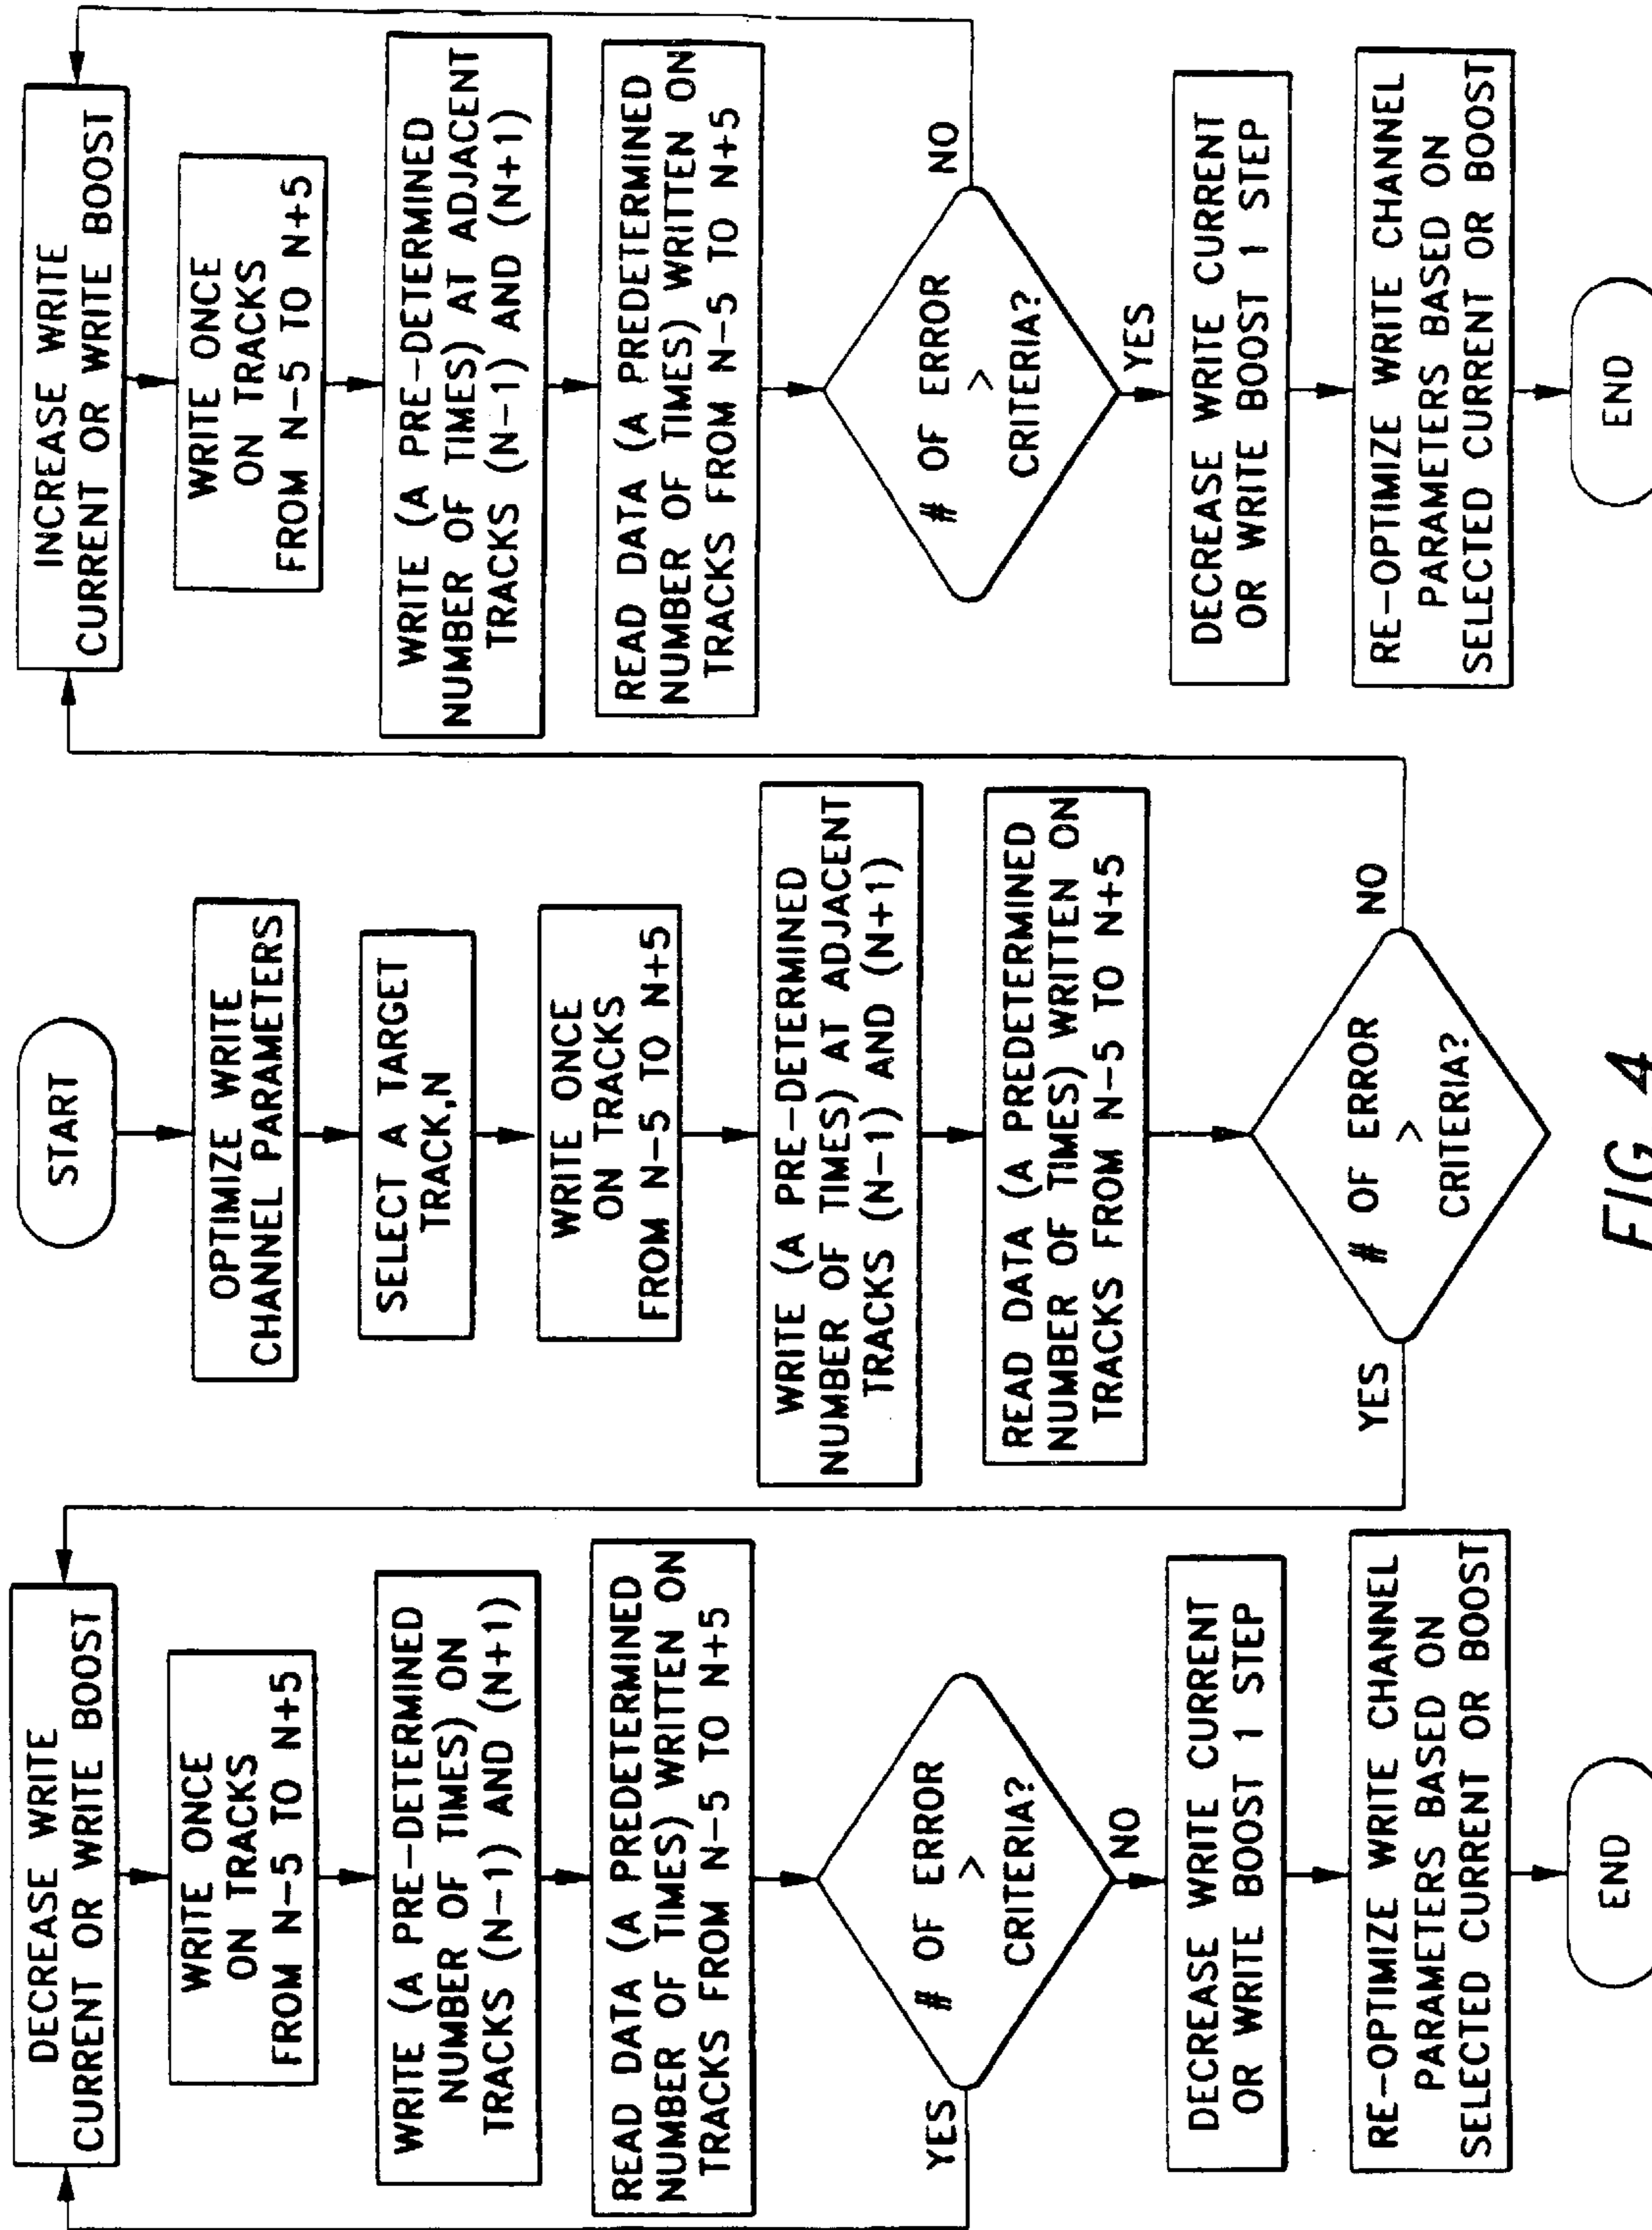 DECREASE WRITE
CURRENT OR WRITE BOOST
WRITE ONCE
ON TRACKS
FROM N-5 TO N+5
WRITE (A PRE-DETERMINED
NUMBER OF TIMES) ON
TRACKS (N-1) AND (N+1)
READ DATA (A PREDETERMINED
NUMBER OF TIMES) WRITTEN ON
TRACKS FROM N-5 TO N+5
# OF ERROR
>
CRITERIA?
YES
NO
DECREASE WRITE CURRENT
OR WRITE BOOST 1 STEP
RE-OPTIMIZE WRITE CHANNEL
PARAMETERS BASED ON
SELECTED CURRENT OR BOOST
END
START
OPTIMIZE WRITE
CHANNEL PARAMETERS
SELECT A TARGET
TRACK,N
WRITE ONCE
ON TRACKS
FROM N-5 TO N+5
WRITE (A PRE-DETERMINED
NUMBER OF TIMES) AT ADJACENT
TRACKS (N-1) AND (N+1)
READ DATA (A PREDETERMINED
NUMBER OF TIMES) WRITTEN ON
TRACKS FROM N-5 TO N+5
# OF ERROR
>
CRITERIA?
YES
NO
INCREASE WRITE
CURRENT OR WRITE BOOST
WRITE ONCE
ON TRACKS
FROM N-5 TO N+5
WRITE (A PRE-DETERMINED
NUMBER OF TIMES) AT ADJACENT
TRACKS (N-1) AND (N+1)
READ DATA (A PREDETERMINED
NUMBER OF TIMES) WRITTEN ON
TRACKS FROM N-5 TO N+5
# OF ERROR
>
CRITERIA?
NO
YES
DECREASE WRITE CURRENT
OR WRITE BOOST 1 STEP
RE-OPTIMIZE WRITE CHANNEL
PARAMETERS BASED ON
SELECTED CURRENT OR BOOST
END
FIG 4